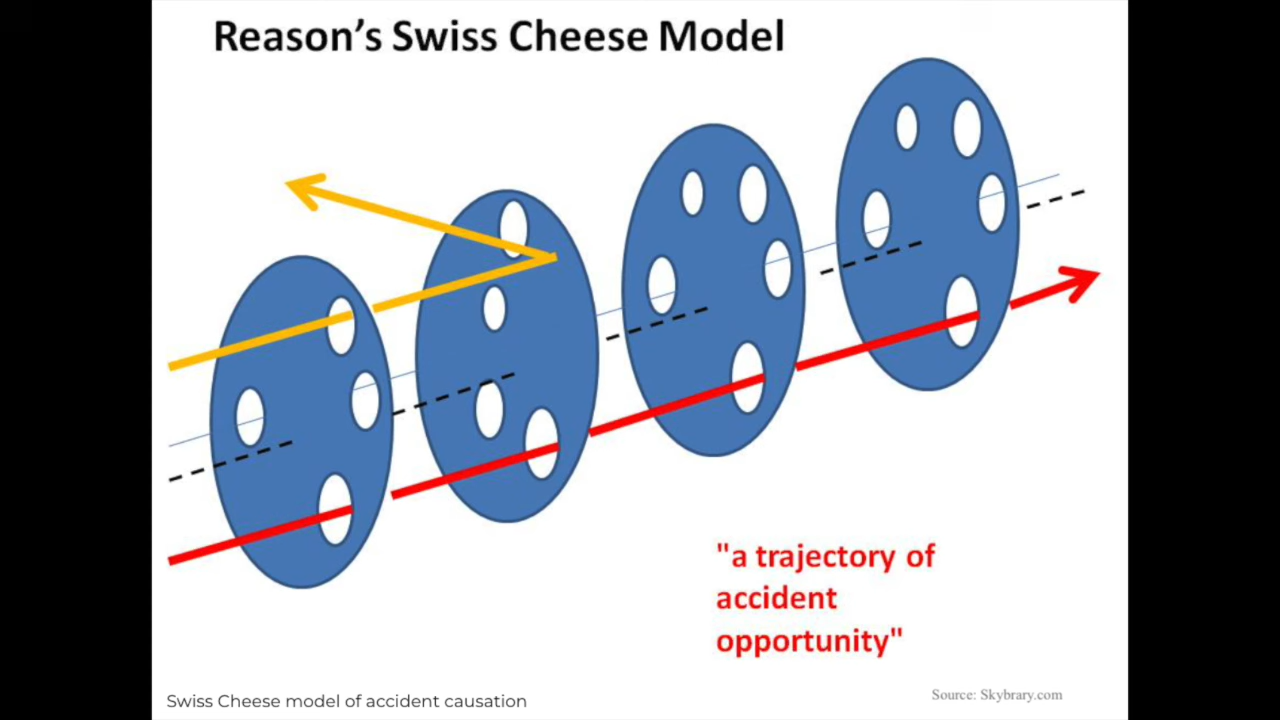 Reason’s Swiss Cheese Model
"a trajectory of
accident
opportunity"
Swiss Cheese model of accident causation
Source: Skybrary.com